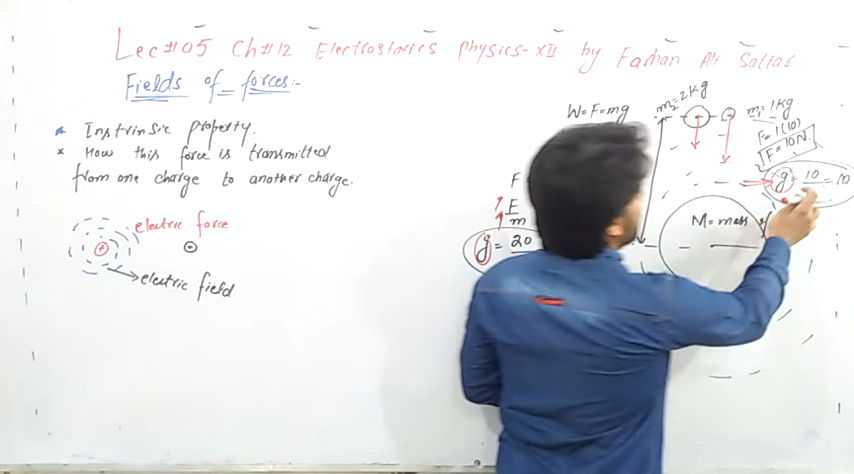 Lec#05 Ch#12 Electrostatics Physics-XII by Farhan Ali Sattar
Fields of forces:-
Instrinsic property.
× How this force is transmitted
from one charge to another charge.
electric force
+
+
electric field
W=F=mg
m₂=2kg
m₁=1kg
F=1(10)
F=10N
F
F
m
g = 20
g = 10 = 10
M=mass